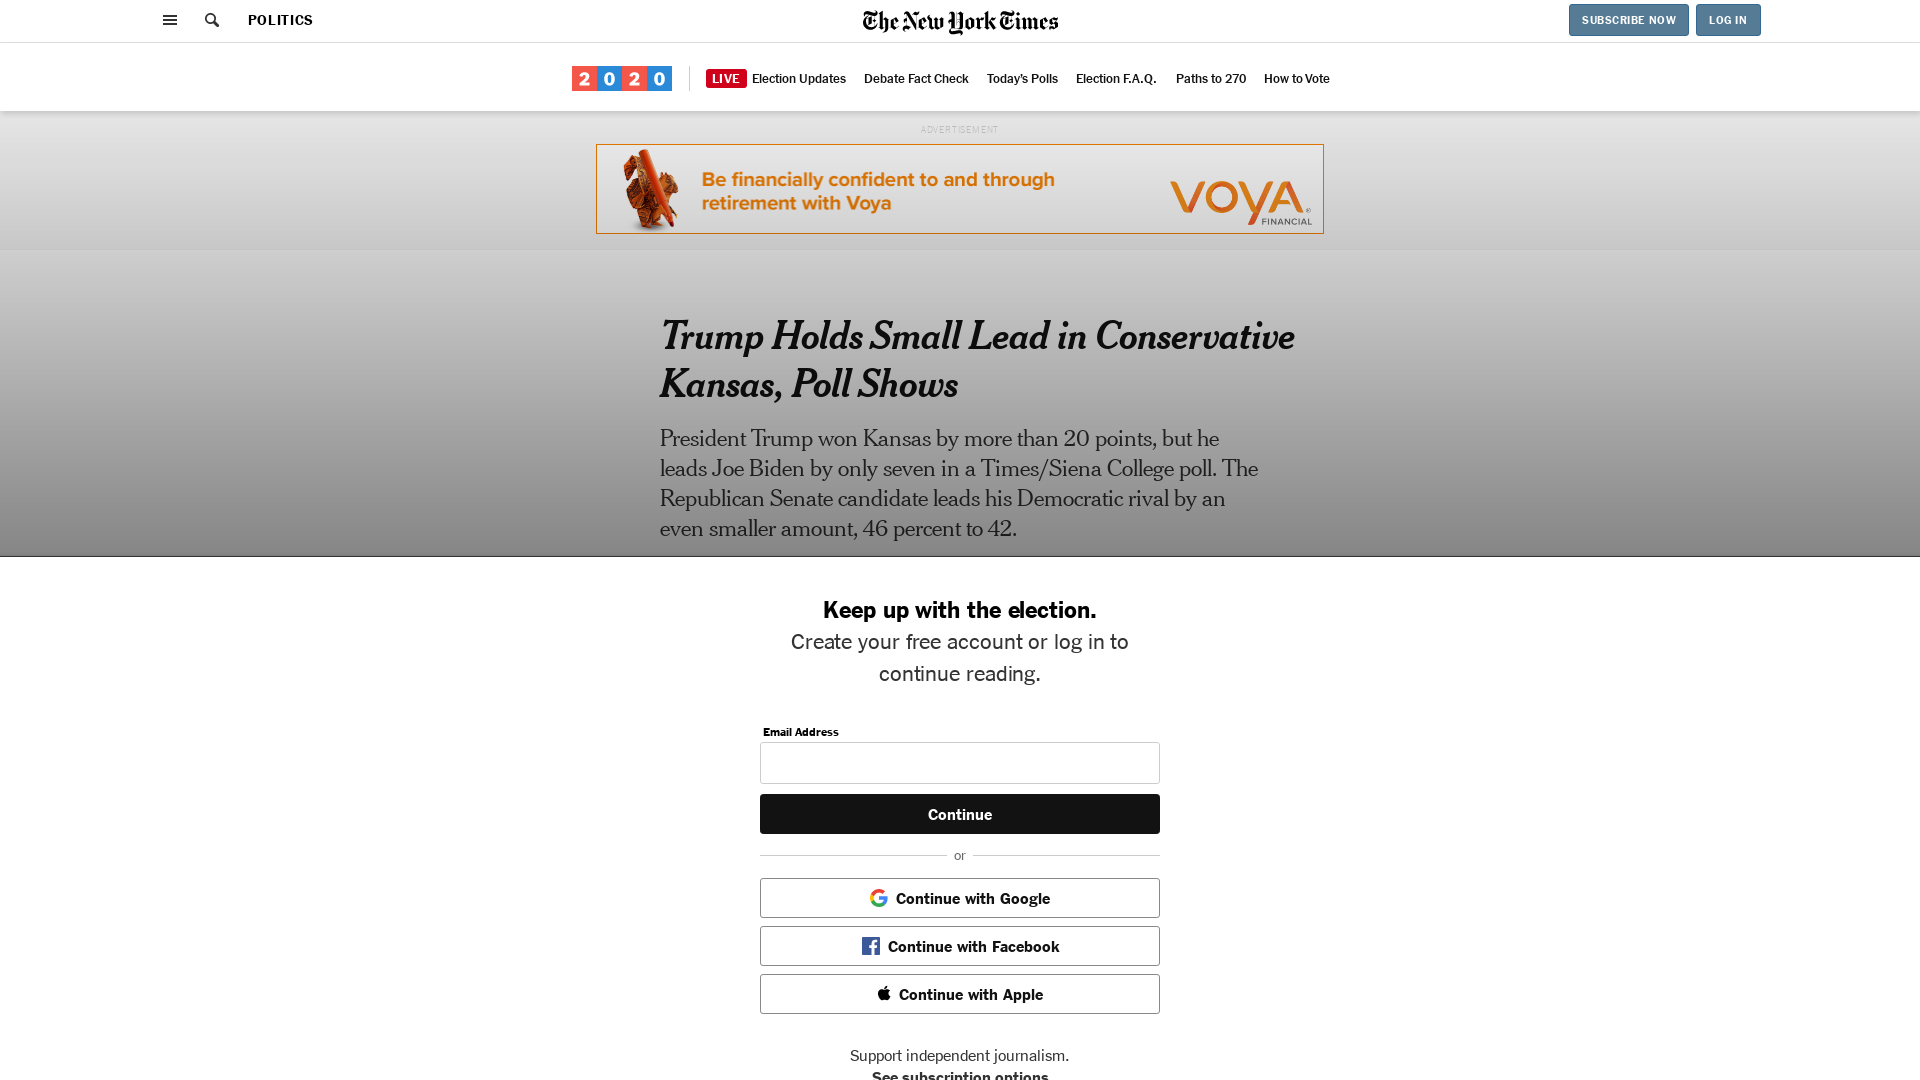 POLITICS
The New York Times
SUBSCRIBE NOW
LOG IN
2020
LIVE Election Updates
Debate Fact Check
Today's Polls
Election F.A.Q.
Paths to 270
How to Vote
ADVERTISEMENT
Be financially confident to and through
retirement with Voya
VOYA®
FINANCIAL
Trump Holds Small Lead in Conservative
Kansas, Poll Shows
President Trump won Kansas by more than 20 points, but he
leads Joe Biden by only seven in a Times/Siena College poll. The
Republican Senate candidate leads his Democratic rival by an
even smaller amount, 46 percent to 42.
Keep up with the election.
Create your free account or log in to
continue reading.
Email Address
Continue
or
Continue with Google
Continue with Facebook
Continue with Apple
Support independent journalism.
See subscription options